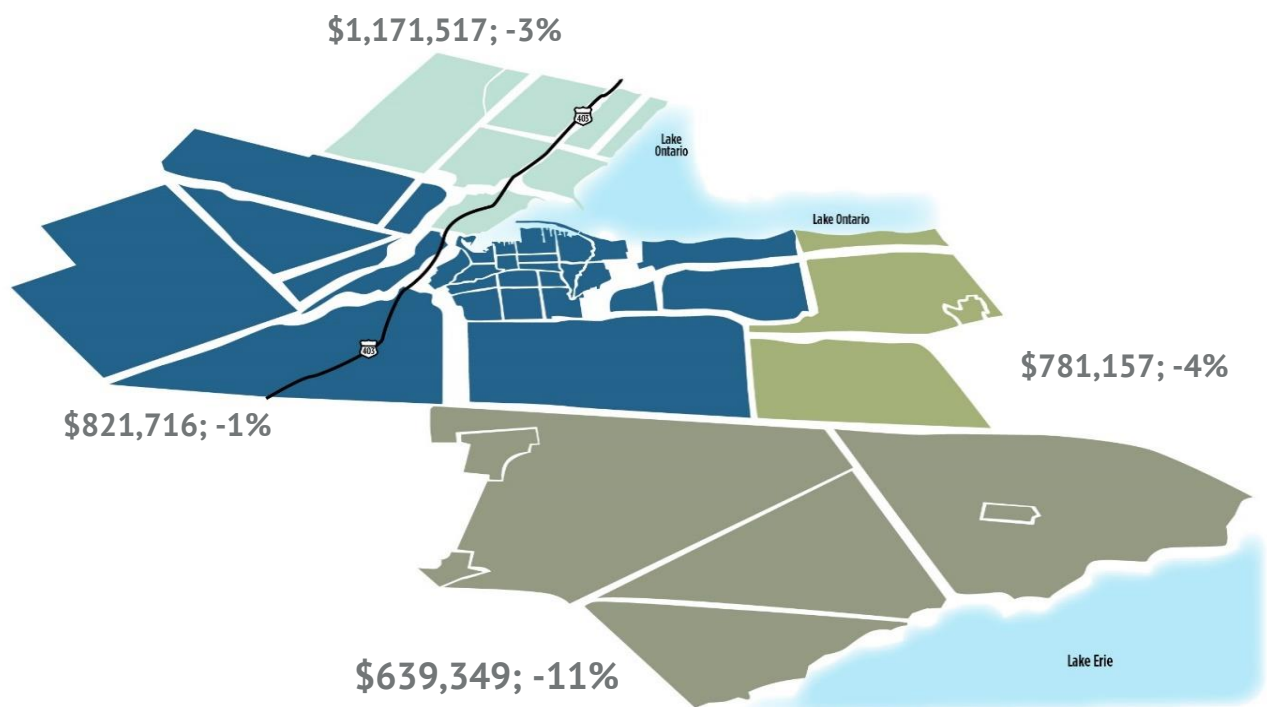 $1,171,517; -3%
403
Lake
Ontario
Lake Ontario
403
$781,157; -4%
$821,716; -1%
Lake Erie
$639,349; -11%